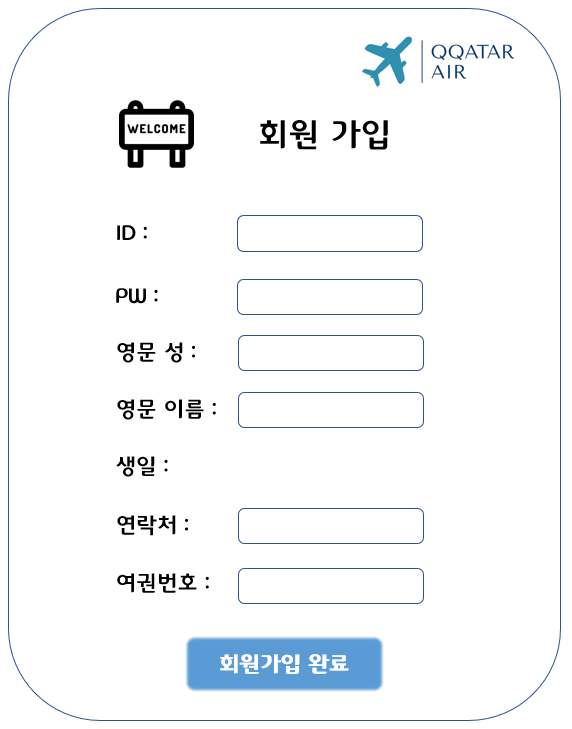 QQATAR
AIR
WELCOME
회원 가입
ID :
PW :
영문 성 :
영문 이름 :
생일 :
연락처 :
여권번호 :
회원가입 완료